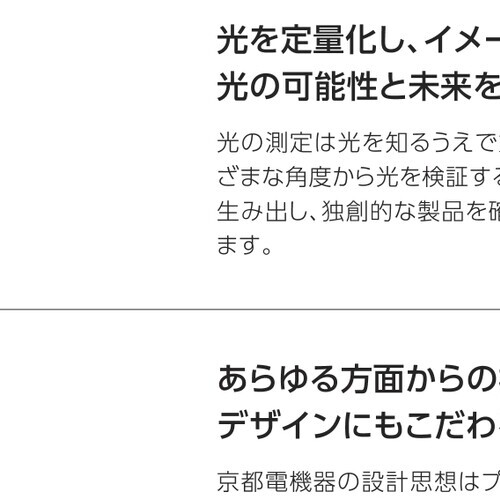 光を定量化し、イメー
光の可能性と未来を
光の測定は光を知るうえで
ざまな角度から光を検証する
生み出し、独創的な製品を確
ます。
あらゆる方面からの
デザインにもこだわ
京都電機器の設計思想はプ